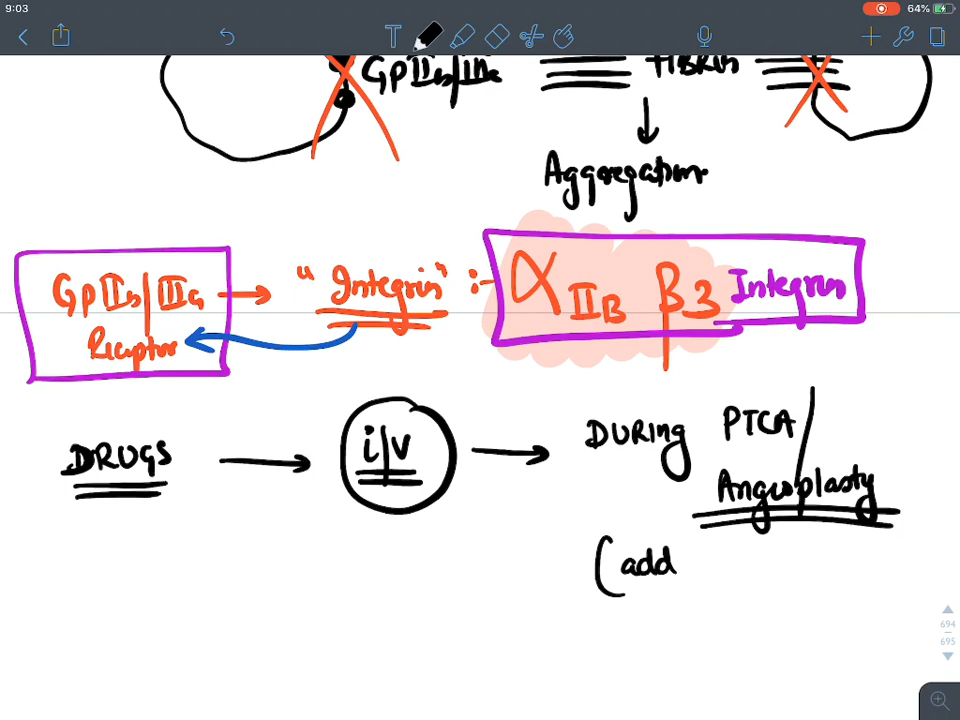 9:03
64%
T
GpIIb/IIIa FIBRIN
Aggregation
GpIIb/IIIa → "Integrin" :- αIIB β3 Integrin
Receptor
DRUGS → i/v → DURING PTCA/
Angioplasty
(add
694
695